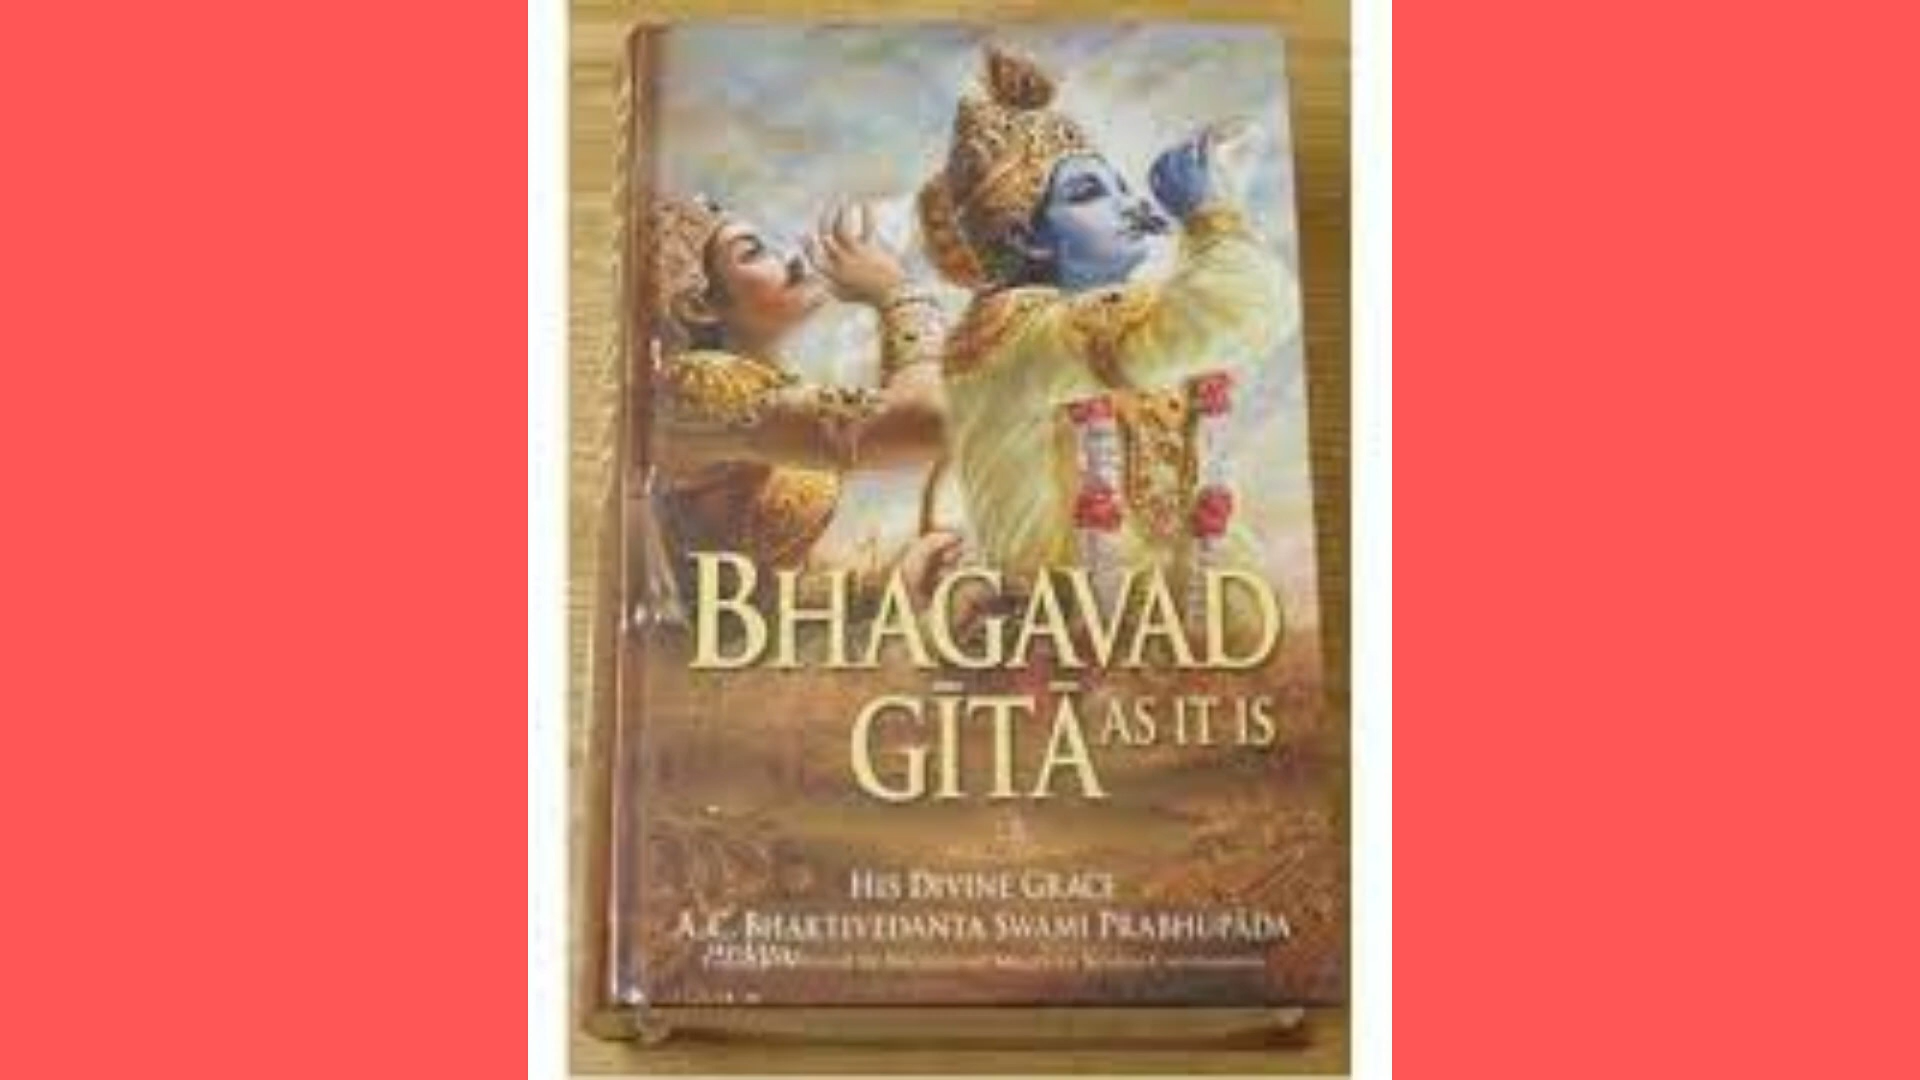 BHAGAVAD
GĪTĀ AS IT IS
HIS DIVINE GRACE
A.C. BHAKTIVEDANTA SWAMI PRABHUPĀDA